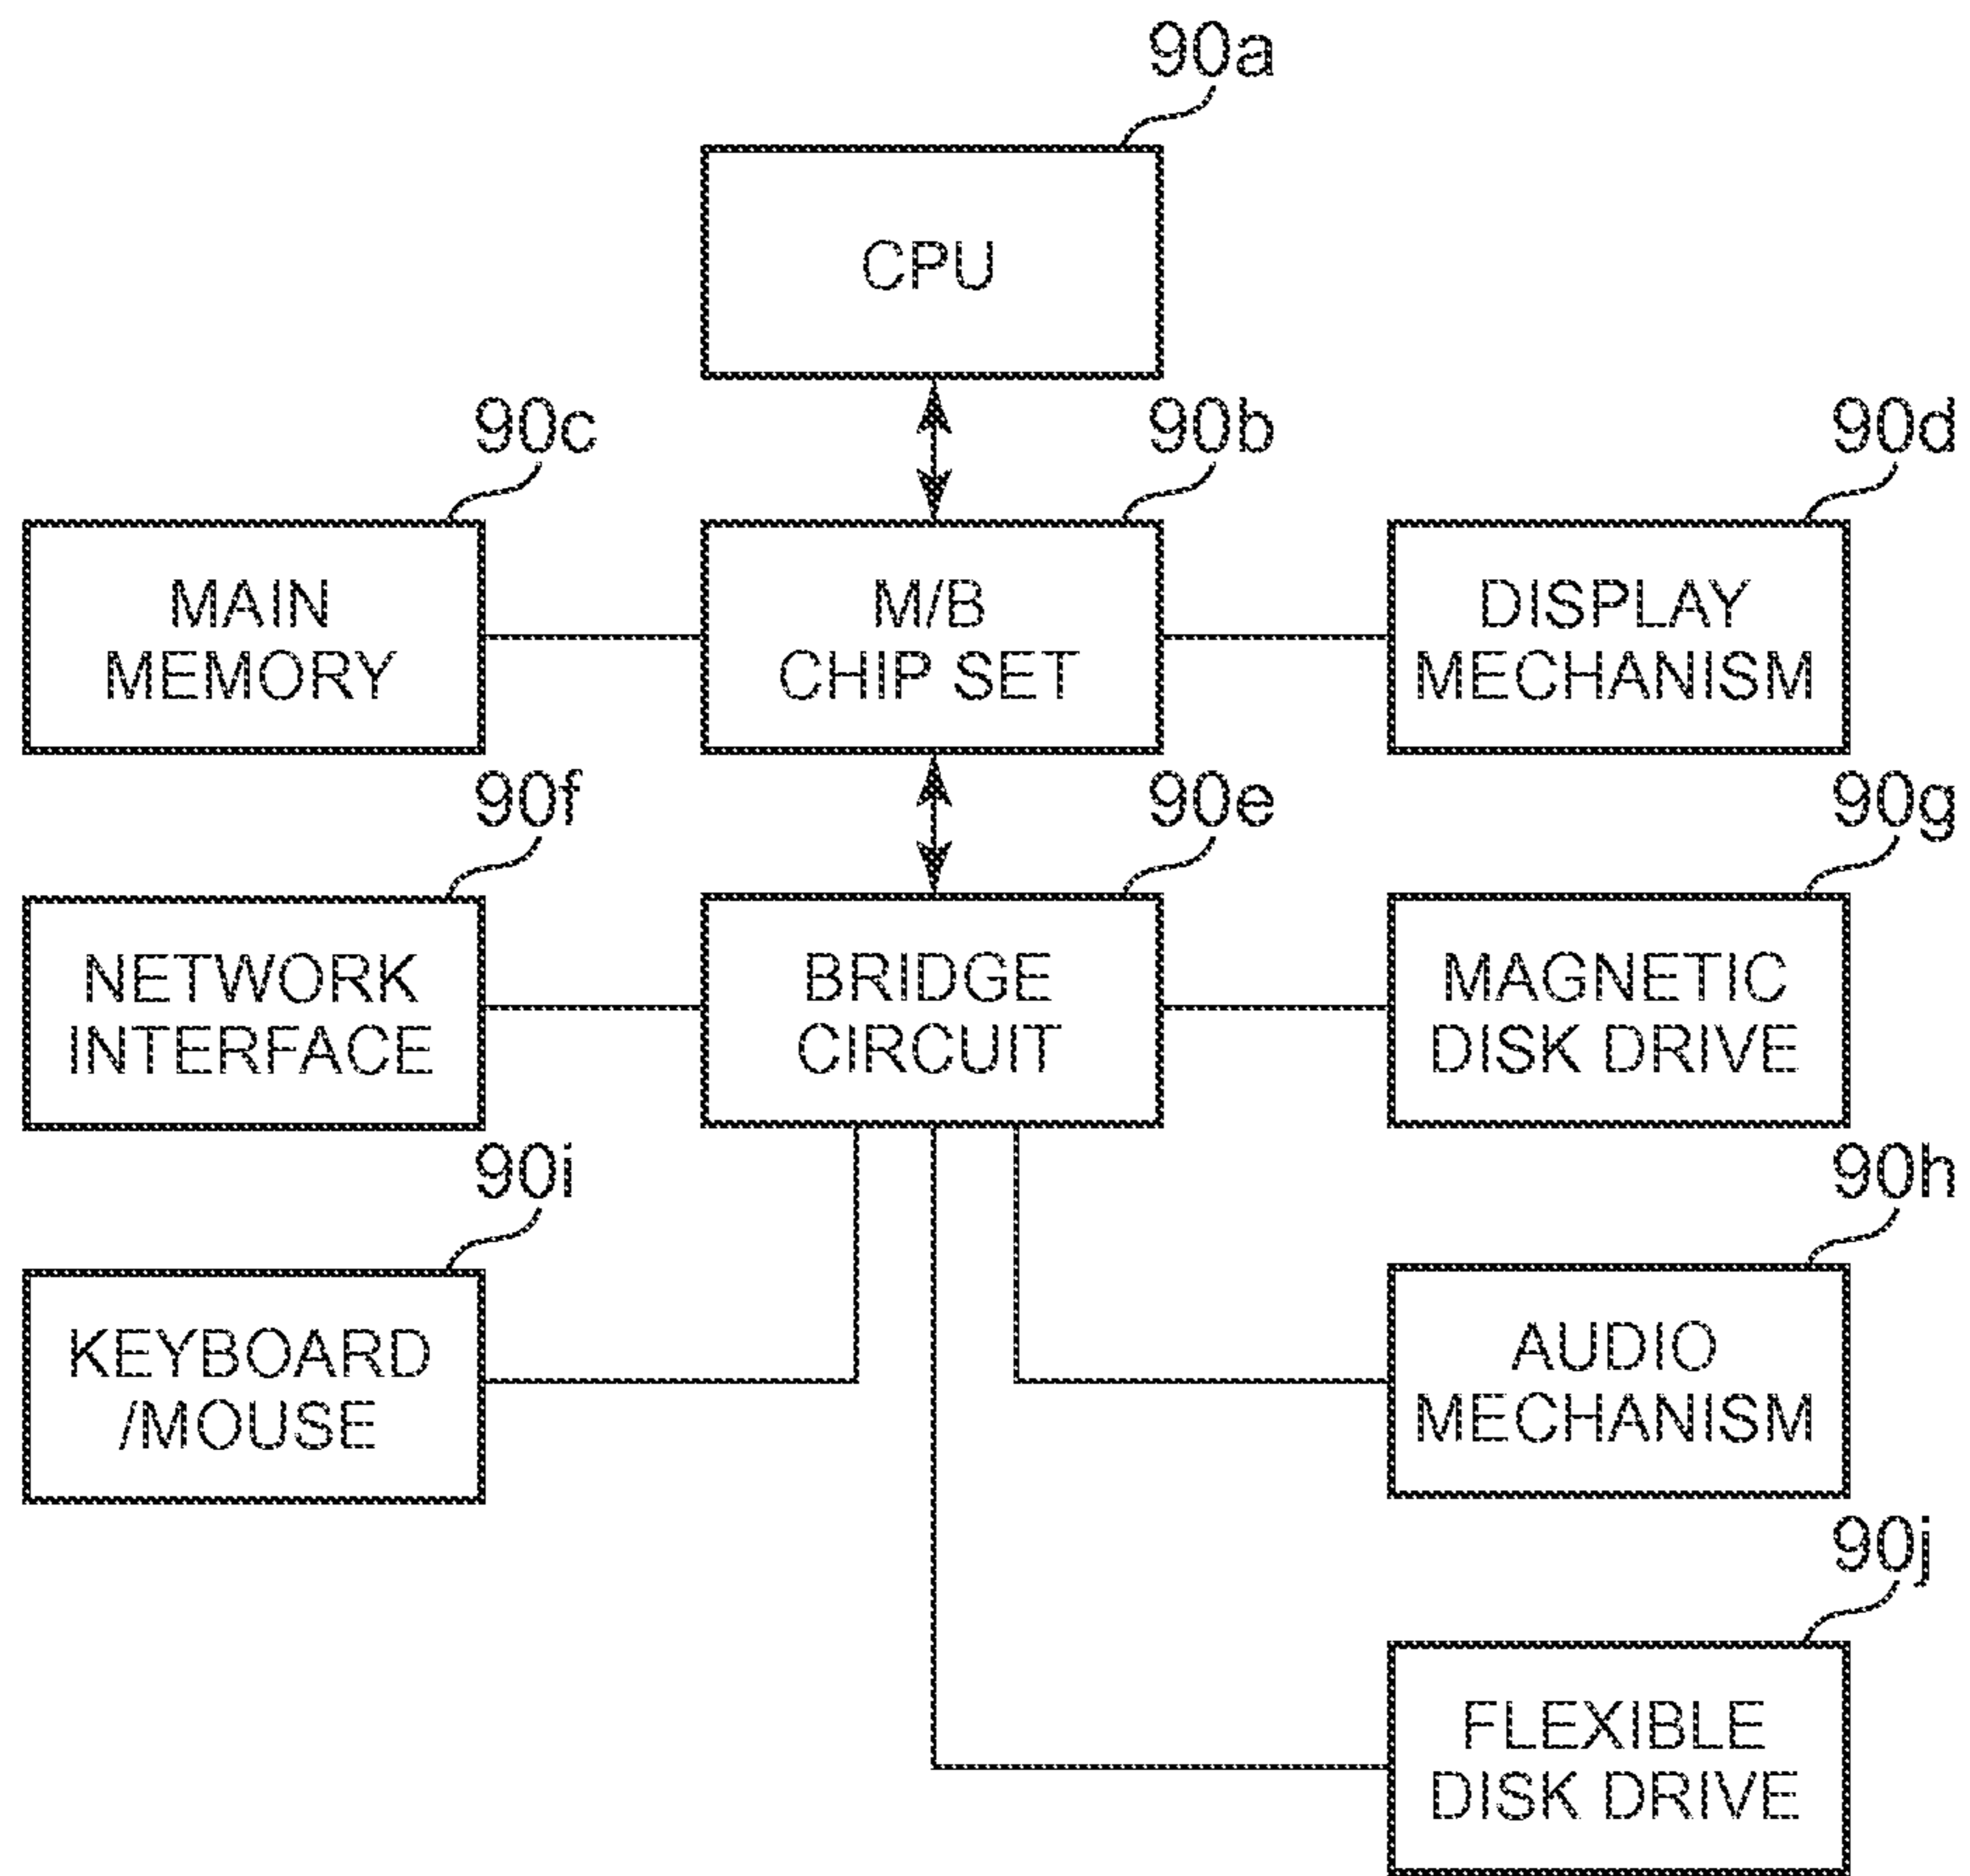 90a
CPU
90c
90b
90d
MAIN
MEMORY
M/B
CHIP SET
DISPLAY
MECHANISM
90f
90e
90g
NETWORK
INTERFACE
BRIDGE
CIRCUIT
MAGNETIC
DISK DRIVE
90i
90h
KEYBOARD
/MOUSE
AUDIO
MECHANISM
90j
FLEXIBLE
DISK DRIVE